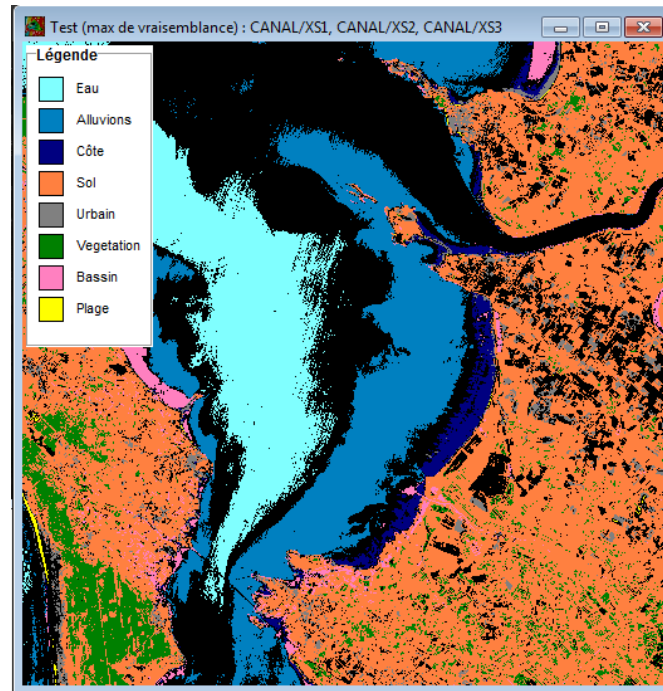 Test (max de vraisemblance) : CANAL/XS1, CANAL/XS2, CANAL/XS3
Légende
Eau
Alluvions
Côte
Sol
Urbain
Vegetation
Bassin
Plage